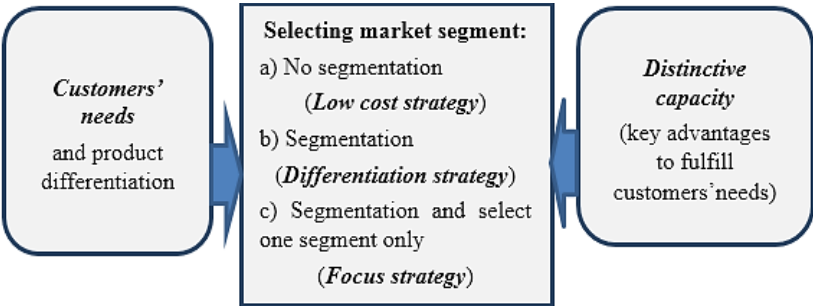 Customers’
needs
and product
differentiation
Selecting market segment:
a) No segmentation
(Low cost strategy)
b) Segmentation
(Differentiation strategy)
c) Segmentation and select
one segment only
(Focus strategy)
Distinctive
capacity
(key advantages
to fulfill
customers’needs)